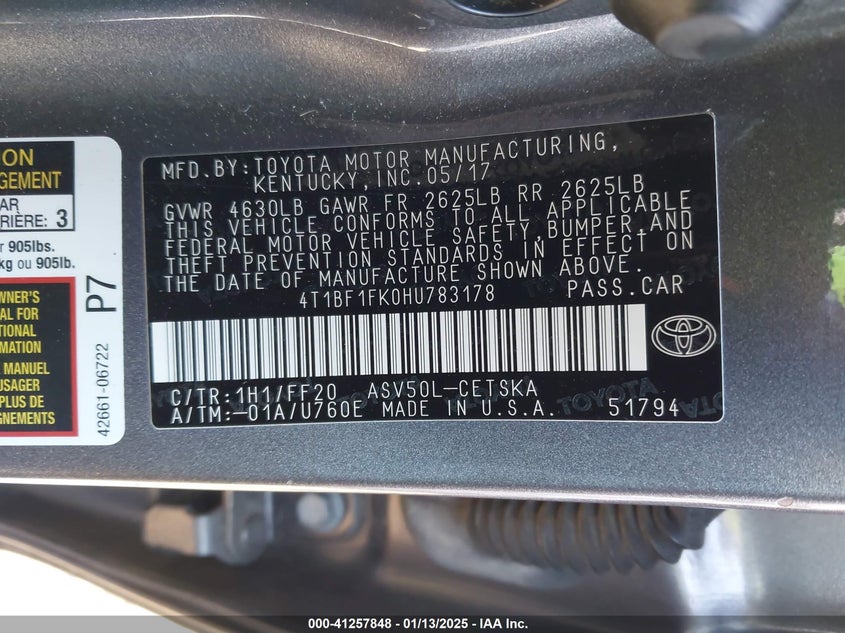 ON
GEMENT
AR
RIÈRE: 3
r 905lbs.
kg ou 905lb.
WNER'S
AL FOR
TIONAL
MATION
MANUEL
USAGER
PLUS DE
GNEMENTS
P7
42661-06722
MFD.BY:TOYOTA MOTOR MANUFACTURING,
KENTUCKY,INC.05/17
GVWR 4630LB GAWR FR 2625LB RR 2625LB
THIS VEHICLE CONFORMS TO ALL APPLICABLE
FEDERAL MOTOR VEHICLE SAFETY,BUMPER,AND
THEFT PREVENTION STANDARDS IN EFFECT ON
THE DATE OF MANUFACTURE SHOWN ABOVE.
4T1BF1FK0HU783178 PASS.CAR
C/TR:1H1/FF20 ASV50L-CETSKA
A/TM:-01A/U760E MADE IN U.S.A. 51794
TOYOTA
000-41257848 - 01/13/2025 - IAA, Inc.